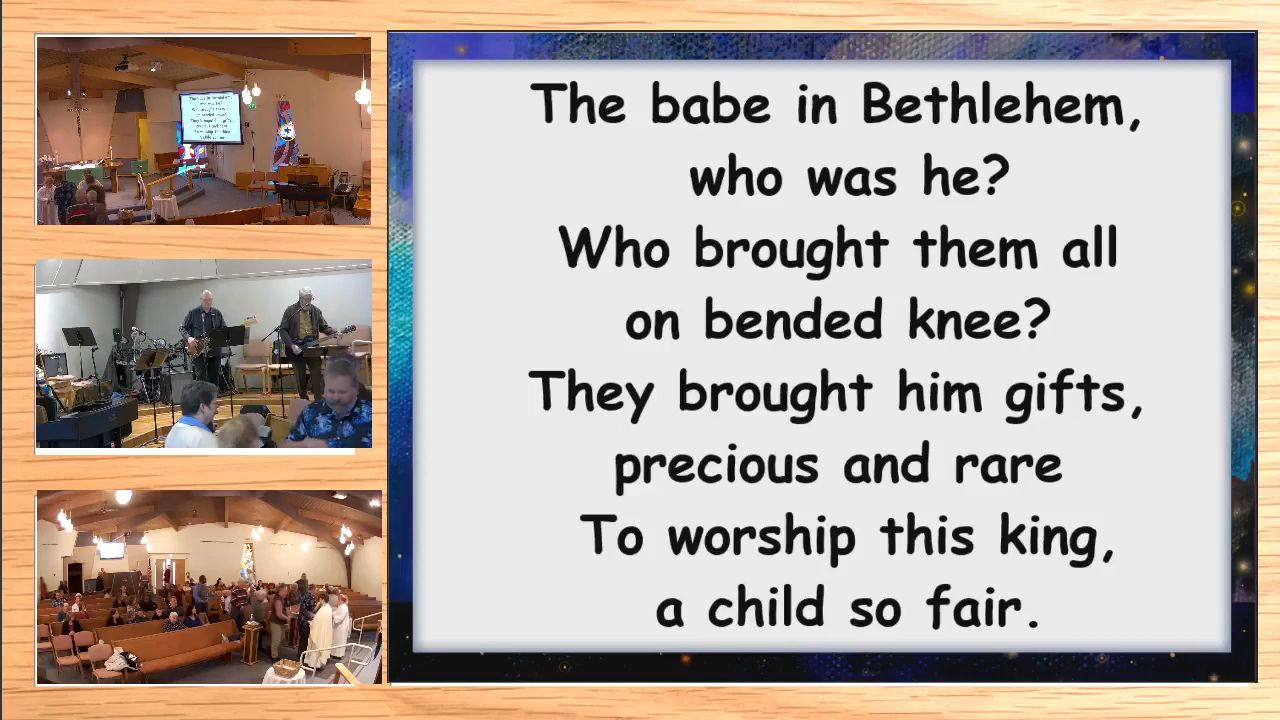 The babe in Bethlehem,
who was he?
Who brought them all
on bended knee?
They brought him gifts,
precious and rare
To worship this king,
a child so fair.